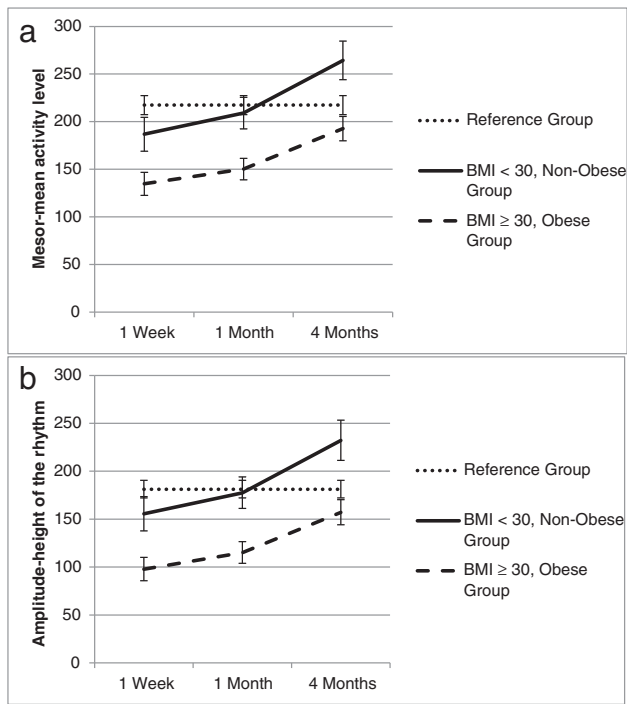 a
300
250
200
150
100
50
0
Mesor-mean activity level
1 Week 1 Month 4 Months
Reference Group
BMI < 30, Non-Obese
Group
BMI ≥ 30, Obese
Group
b
300
250
200
150
100
50
0
Amplitude-height of the rhythm
1 Week 1 Month 4 Months
Reference Group
BMI < 30, Non-Obese
Group
BMI ≥ 30, Obese
Group